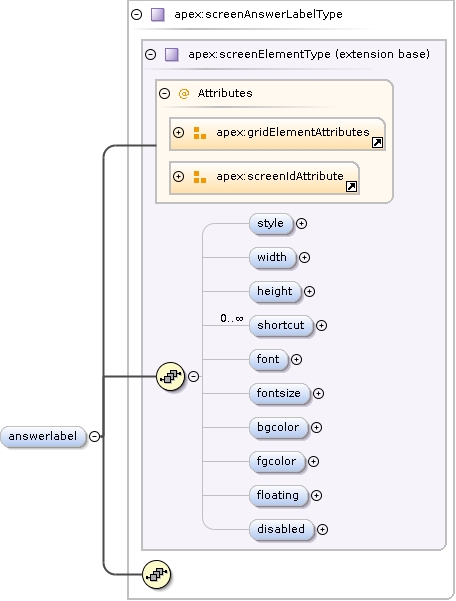 apex:screenAnswerLabelType
apex:screenElementType (extension base)
@ Attributes
apex:gridElementAttributes
apex:screenIdAttribute
style
width
height
0..∞
shortcut
font
fontsize
bgcolor
fgcolor
floating
disabled
answerlabel